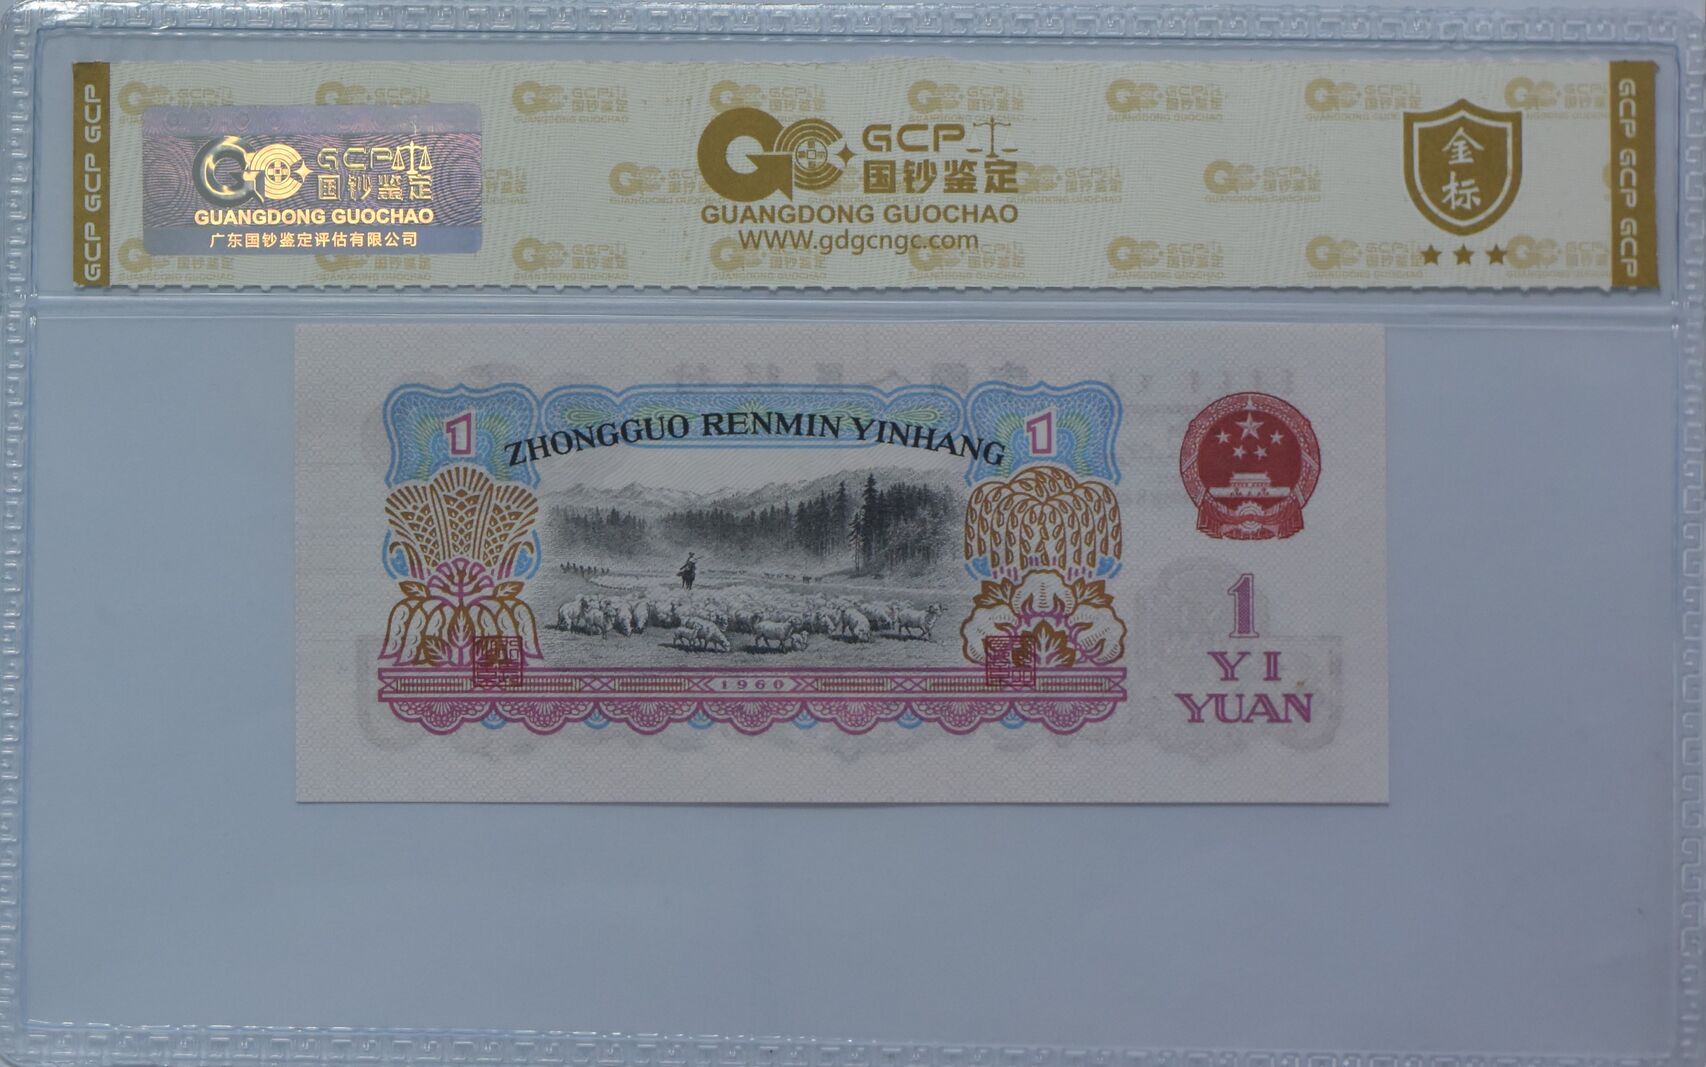 GCP GCP GCP
GCP
国钞鉴定
GUANGDONG GUOCHAO
广东国钞鉴定评估有限公司
GCP
国钞鉴定
GUANGDONG GUOCHAO
WWW.gdgcngc.com
金标
GCP GCP GCP
1
ZHONGGUO RENMIN YINHANG
1
1960
1
YI
YUAN